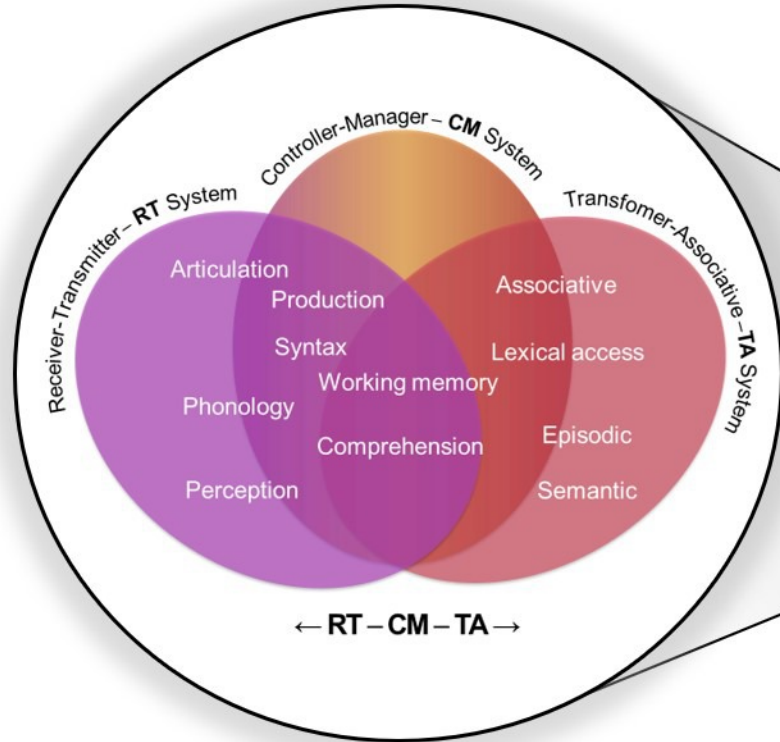 Controller-Manager – CM System
Receiver-Transmitter – RT System
Transfomer-Associative –TA System
Articulation
Production
Associative
Syntax
Lexical access
Working memory
Phonology
Comprehension
Episodic
Perception
Semantic
← RT – CM – TA →